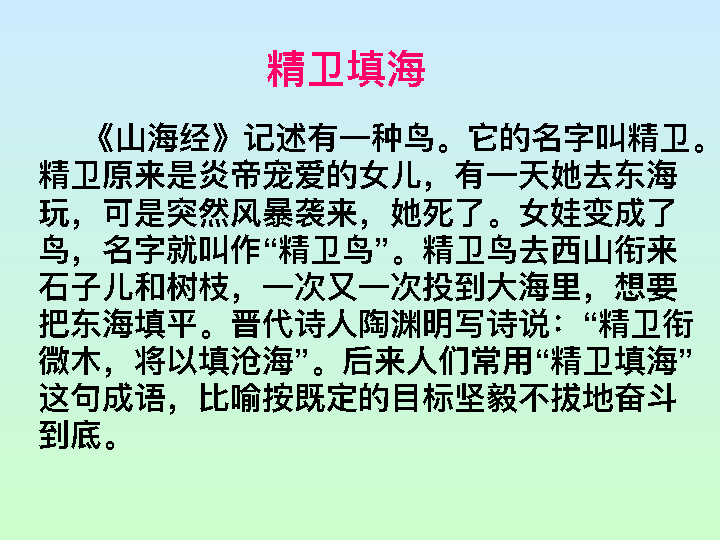 精卫填海
《山海经》记述有一种鸟。它的名字叫精卫。
精卫原来是炎帝宠爱的女儿，有一天她去东海
玩，可是突然风暴袭来，她死了。女娃变成了
鸟，名字就叫作“精卫鸟”。精卫鸟去西山衔来
石子儿和树枝，一次又一次投到大海里，想要
把东海填平。晋代诗人陶渊明写诗说：“精卫衔
微木，将以填沧海”。后来人们常用“精卫填海”
这句成语，比喻按既定的目标坚毅不拔地奋斗
到底。